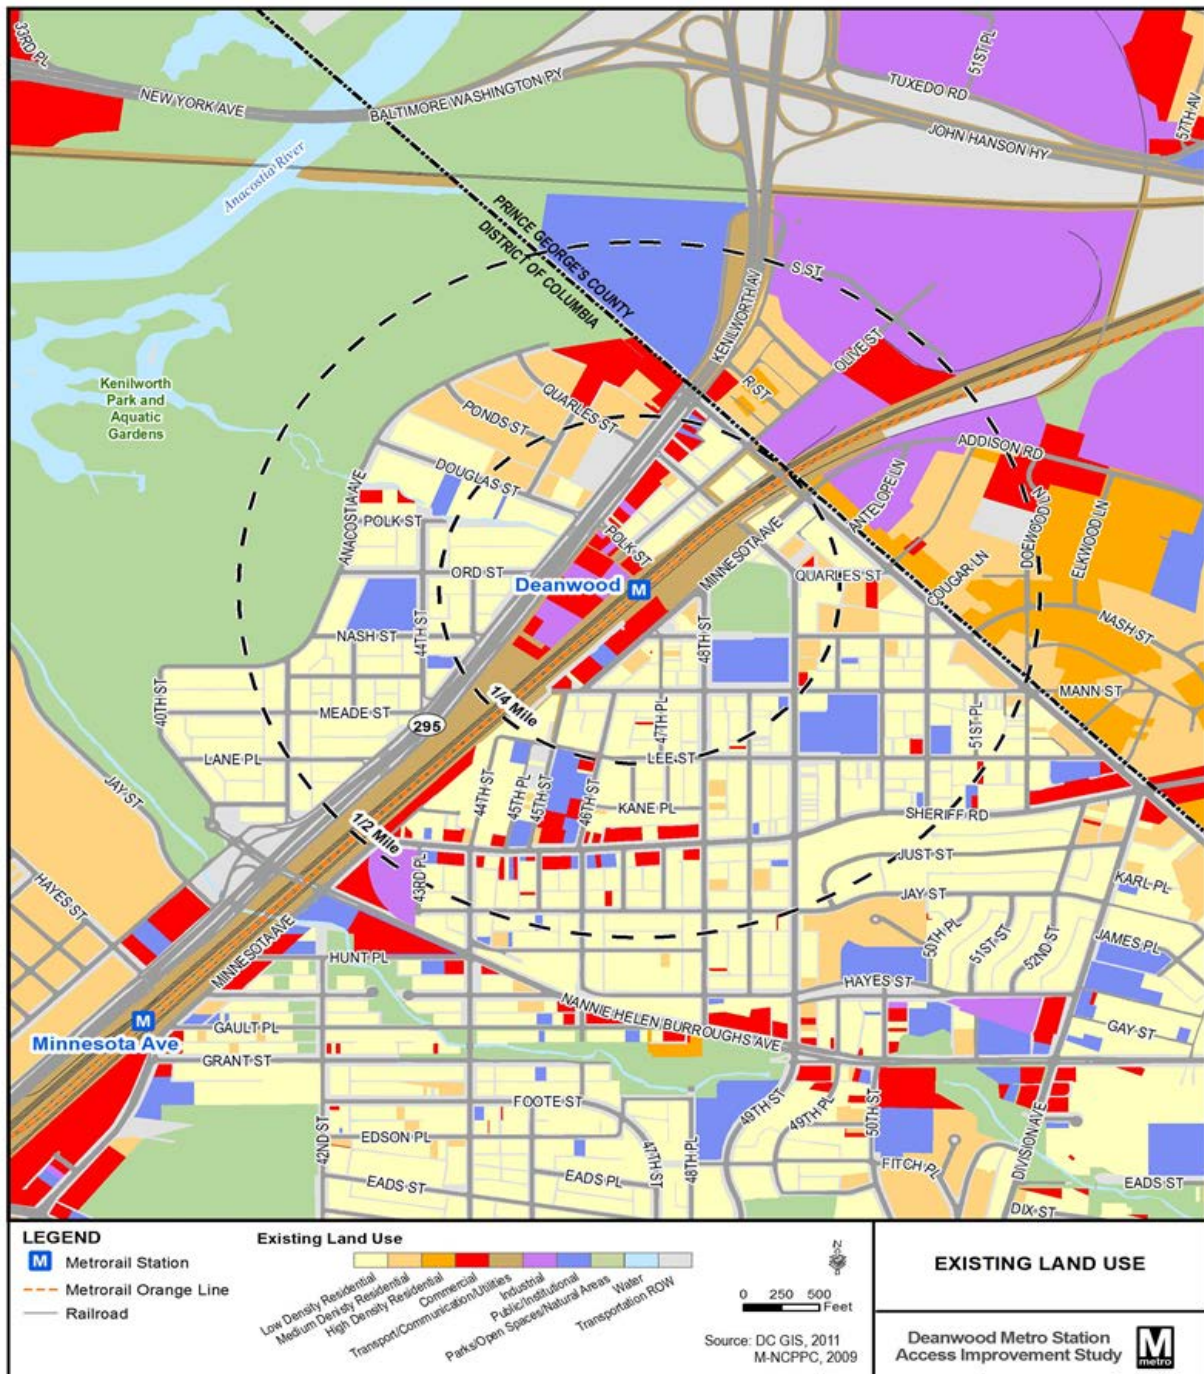 33RD PL
NEW YORK AVE
BALTIMORE WASHINGTON PY
51ST PL
TUXEDO RD
JOHN HANSON HY
57TH AV
Anacostia River
PRINCE GEORGE'S COUNTY
DISTRICT OF COLUMBIA
S ST
KENILWORTH AV
OLIVE ST
R ST
Kenilworth
Park and
Aquatic
Gardens
QUARLES ST
PONDS ST
DOUGLAS ST
ANACOSTIA AVE
POLK ST
ADDISON RD
ANTELOPE LN
DOEWOOD LN
ELKWOOD LN
POLK ST
MINNESOTA AVE
ORD ST
Deanwood
M
QUARLES ST
COUGAR LN
NASH ST
NASH ST
44TH ST
48TH ST
MANN ST
40TH ST
MEADE ST
295
1/4 Mile
47TH PL
51ST PL
LANE PL
LEE ST
JAY ST
44TH ST
45TH PL
45TH ST
46TH ST
KANE PL
SHERIFF RD
1/2 Mile
JUST ST
43RD PL
JAY ST
KARL PL
HAYES ST
MINNESOTA AVE
50TH PL
51ST ST
52ND ST
JAMES PL
HUNT PL
HAYES ST
NANNIE HELEN BURROUGHS AVE
M
Minnesota Ave
GAULT PL
GAY ST
GRANT ST
FOOTE ST
49TH ST
49TH PL
50TH ST
DIVISION AVE
42ND ST
EDSON PL
47TH ST
48TH PL
FITCH PL
EADS ST
EADS PL
EADS ST
DIX ST
LEGEND
M Metrorail Station
Metrorail Orange Line
Railroad
Existing Land Use
Low Density Residential
Medium Denisty Residential
High Density Residential
Commercial
Transport/Communication/Utilities
Industrial
Public/Institutional
Parks/Open Spaces/Natural Areas
Water
Transportation ROW
N
0 250 500
Feet
Source: DC GIS, 2011
M-NCPPC, 2009
EXISTING LAND USE
Deanwood Metro Station
Access Improvement Study
M
metro